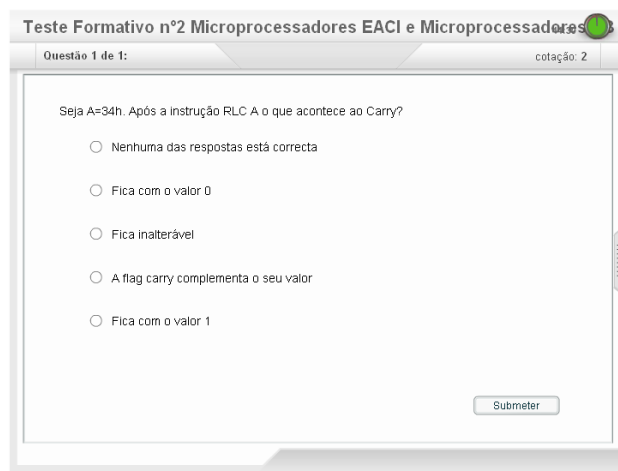 Teste Formativo nº2 Microprocessadores EACI e Microprocessadores
Questão 1 de 1:
cotação: 2
Seja A=34h. Após a instrução RLC A o que acontece ao Carry?
Nenhuma das respostas está correcta
Fica com o valor 0
Fica inalterável
A flag carry complementa o seu valor
Fica com o valor 1
Submeter